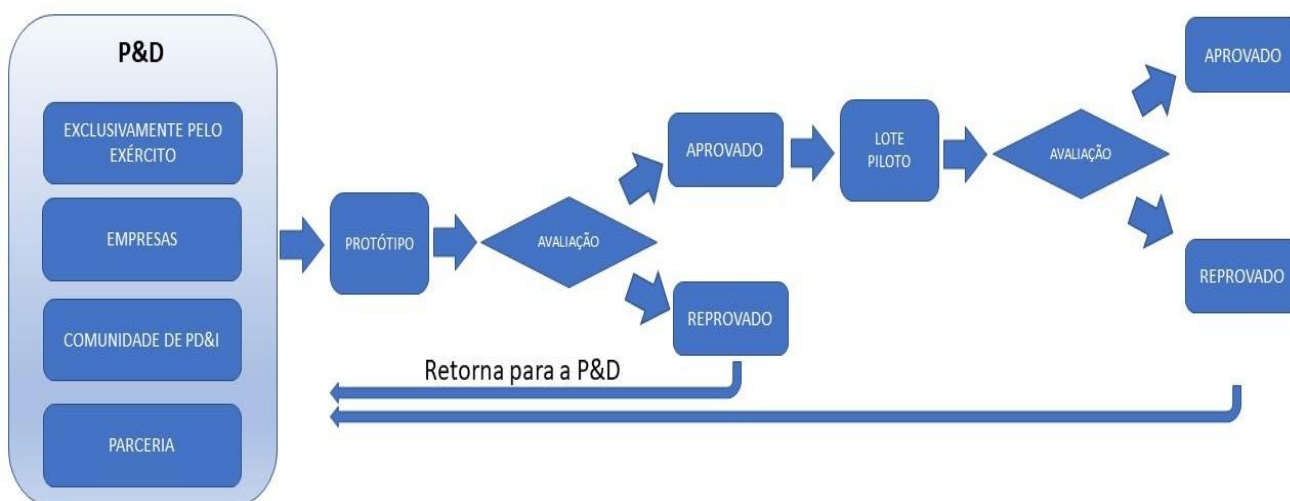 P&D
EXCLUSIVAMENTE PELO
EXÉRCITO
EMPRESAS
COMUNIDADE DE PD&I
PARCERIA
PROTÓTIPO
AVALIAÇÃO
APROVADO
REPROVADO
Retorna para a P&D
LOTE
PILOTO
AVALIAÇÃO
APROVADO
REPROVADO